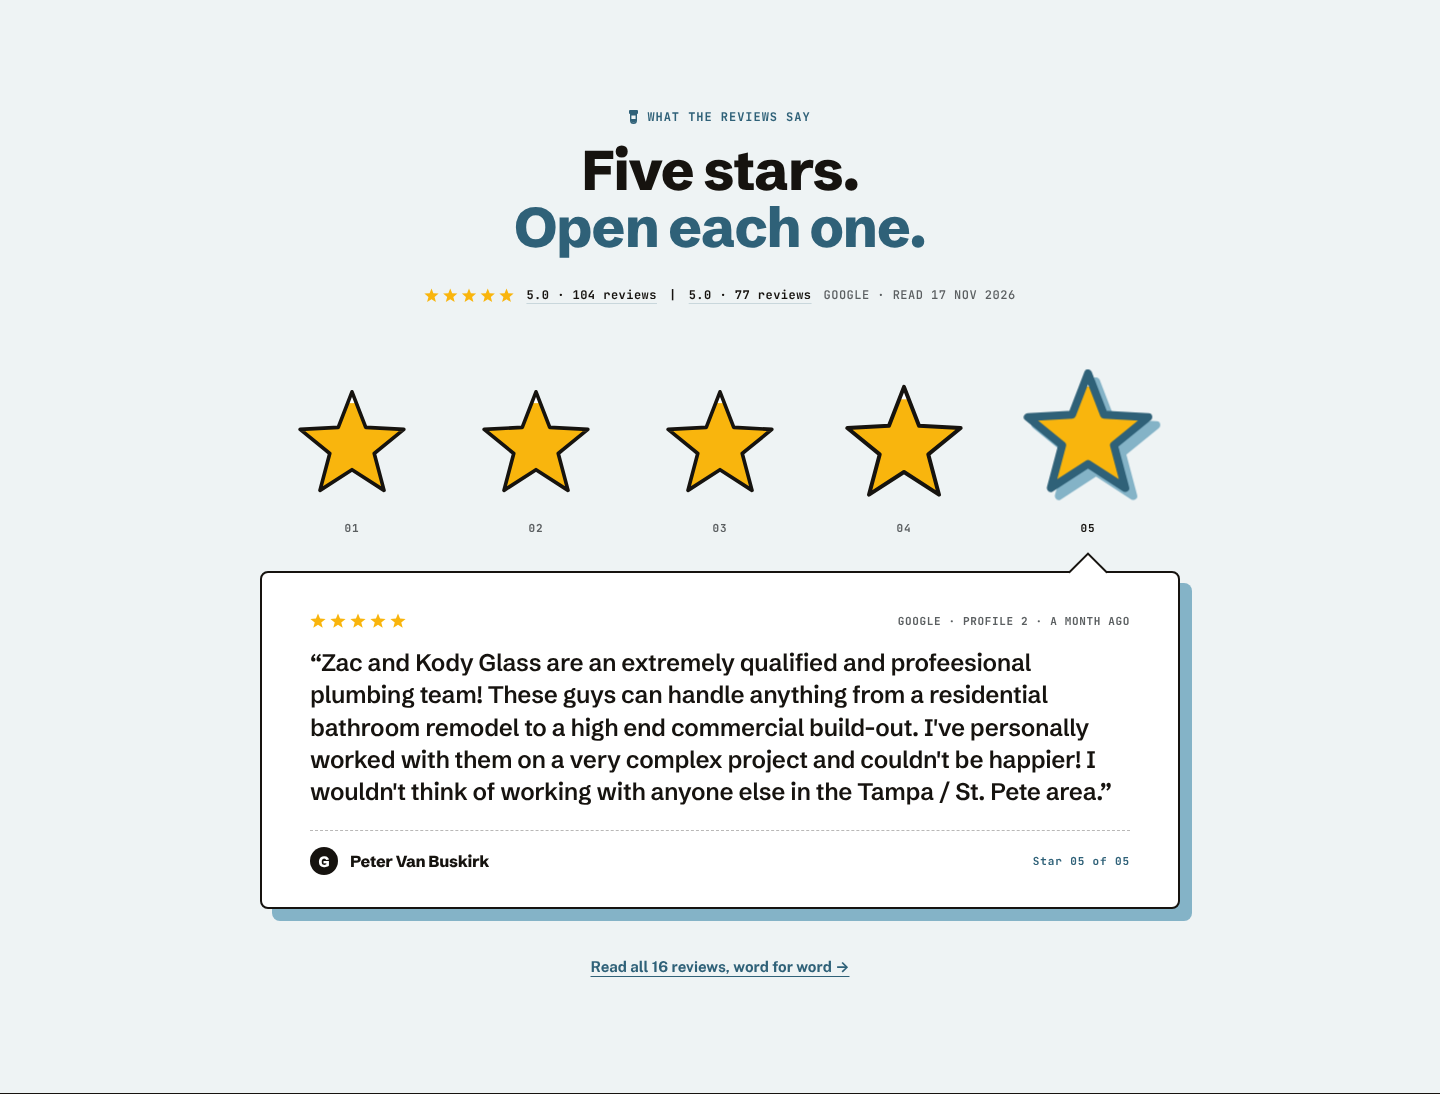 WHAT THE REVIEWS SAY
Five stars.
Open each one.
5.0 · 104 reviews | 5.0 · 77 reviews GOOGLE · READ 17 NOV 2026
01 02 03 04 05
GOOGLE · PROFILE 2 · A MONTH AGO
“Zac and Kody Glass are an extremely qualified and profeesional
plumbing team! These guys can handle anything from a residential
bathroom remodel to a high end commercial build-out. I've personally
worked with them on a very complex project and couldn't be happier! I
wouldn't think of working with anyone else in the Tampa / St. Pete area.”
G Peter Van Buskirk Star 05 of 05
Read all 16 reviews, word for word →